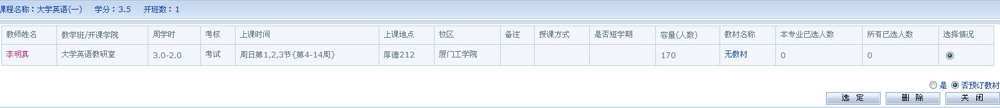 课程名称：大学英语(一) 学分：3.5 开班数：1
教师姓名 教学班/开课学院 周学时 考核 上课时间 上课地点 校区 备注 授课方式 是否短学期 容量(人数) 教材名称 本专业已选人数 所有已选人数 选择情况
李明真 大学英语教研室 3.0-2.0 考试 周日第1,2,3节{第4-14周} 厚德212 厦门工学院 170 无教材 0 0
是 否预订教材
选 定 删 除 关 闭